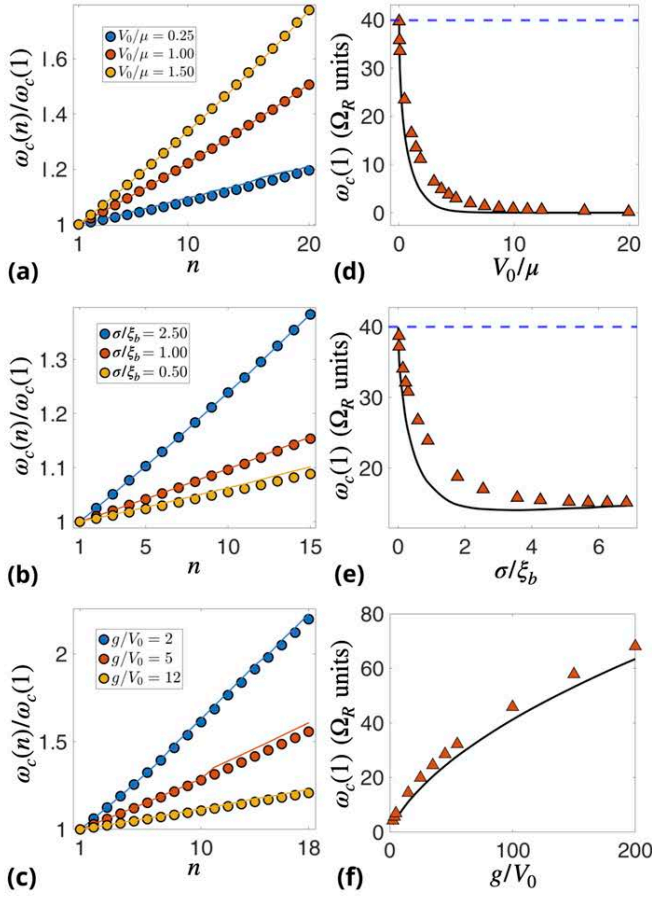 ω_c(n)/ω_c(1)
1.6
1.4
1.2
1
V_0/μ = 0.25
V_0/μ = 1.00
V_0/μ = 1.50
1
10
20
n
(a)
ω_c(1) (Ω_R units)
40
30
20
10
0
0
10
20
V_0/μ
(d)
ω_c(n)/ω_c(1)
1.3
1.2
1.1
1
σ/ξ_b = 2.50
σ/ξ_b = 1.00
σ/ξ_b = 0.50
1
5
10
15
n
(b)
ω_c(1) (Ω_R units)
40
30
20
0
2
4
6
σ/ξ_b
(e)
ω_c(n)/ω_c(1)
2
1.5
1
g/V_0 = 2
g/V_0 = 5
g/V_0 = 12
1
10
18
n
(c)
ω_c(1) (Ω_R units)
80
60
40
20
0
0
100
200
g/V_0
(f)